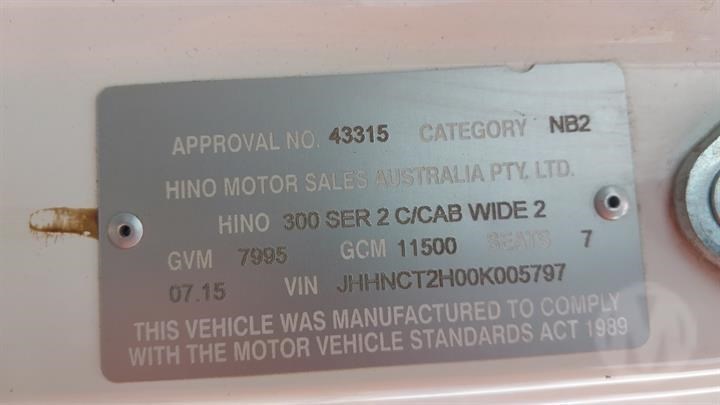 APPROVAL NO. 43315 CATEGORY NB2
HINO MOTOR SALES AUSTRALIA PTY. LTD.
HINO 300 SER 2 C/CAB WIDE 2
GVM 7995 GCM 11500 SEATS 7
07.15 VIN JHHNCT2H00K005797
THIS VEHICLE WAS MANUFACTURED TO COMPLY
WITH THE MOTOR VEHICLE STANDARDS ACT 1989